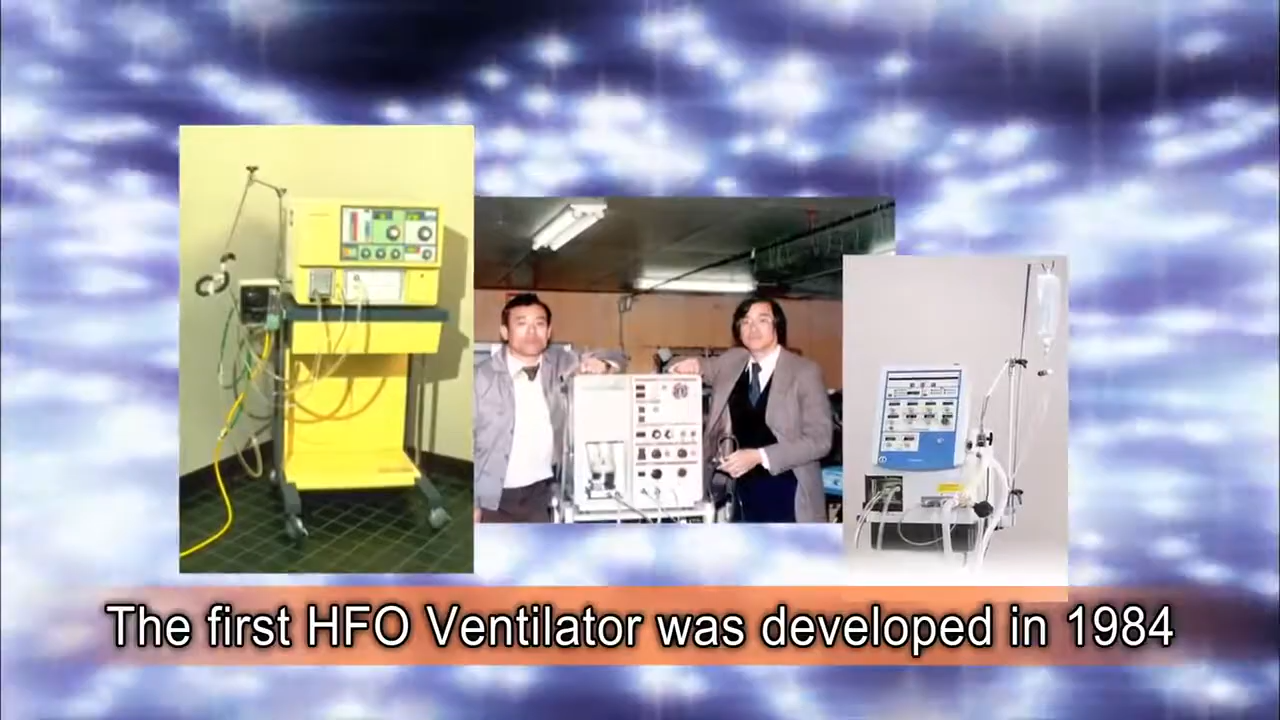 The first HFO Ventilator was developed in 1984